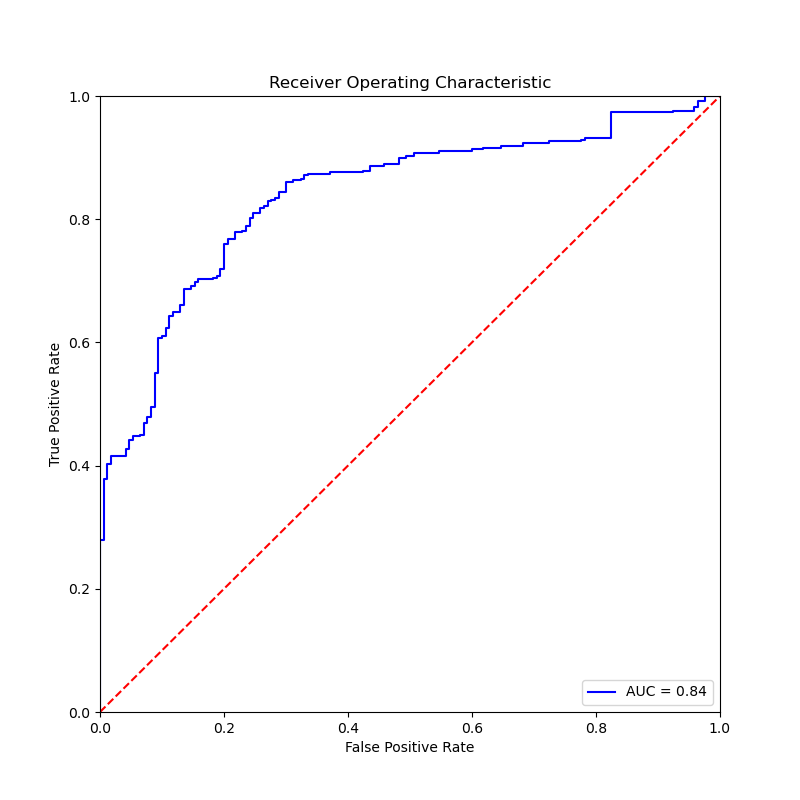 Receiver Operating Characteristic
True Positive Rate
1.0
0.8
0.6
0.4
0.2
0.0
AUC = 0.84
0.0 0.2 0.4 0.6 0.8 1.0
False Positive Rate